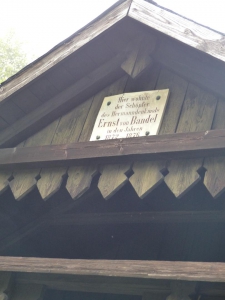 Hier wohnte
der Schöpfer
des Hermannsdenkmals
Ernst von Bandel
in den Jahren